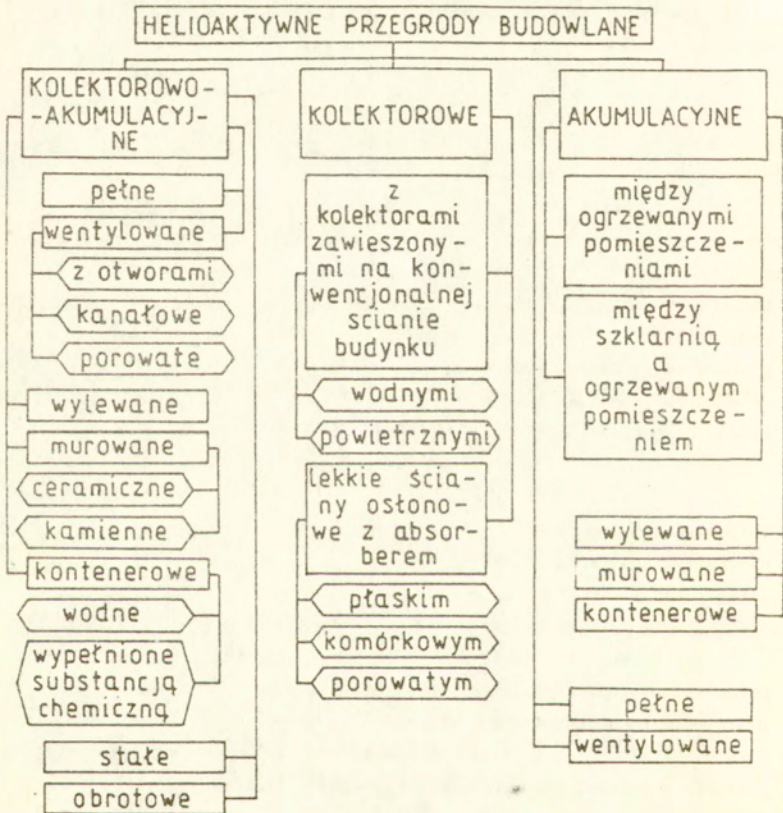 HELIOAKTYWNE PRZEGRODY BUDOWLANE
KOLEKTOROWO-
-AKUMULACYJ-
NE
pełne
wentylowane
z otworami
kanałowe
porowate
wylewane
murowane
ceramiczne
kamienne
kontenerowe
wodne
wypełnione
substancją
chemiczną
stałe
obrotowe
KOLEKTOROWE
z
kolektorami
zawieszony-
mi na kon-
wencjonalnej
ścianie
budynku
wodnymi
powietrznymi
lekkie ścia-
ny osłono-
we z absor-
berem
płaskim
komórkowym
porowatym
AKUMULACYJNE
między
ogrzewanymi
pomieszcze-
niami
między
szklarnią
a
ogrzewanym
pomieszcze-
niem
wylewane
murowane
kontenerowe
pełne
wentylowane